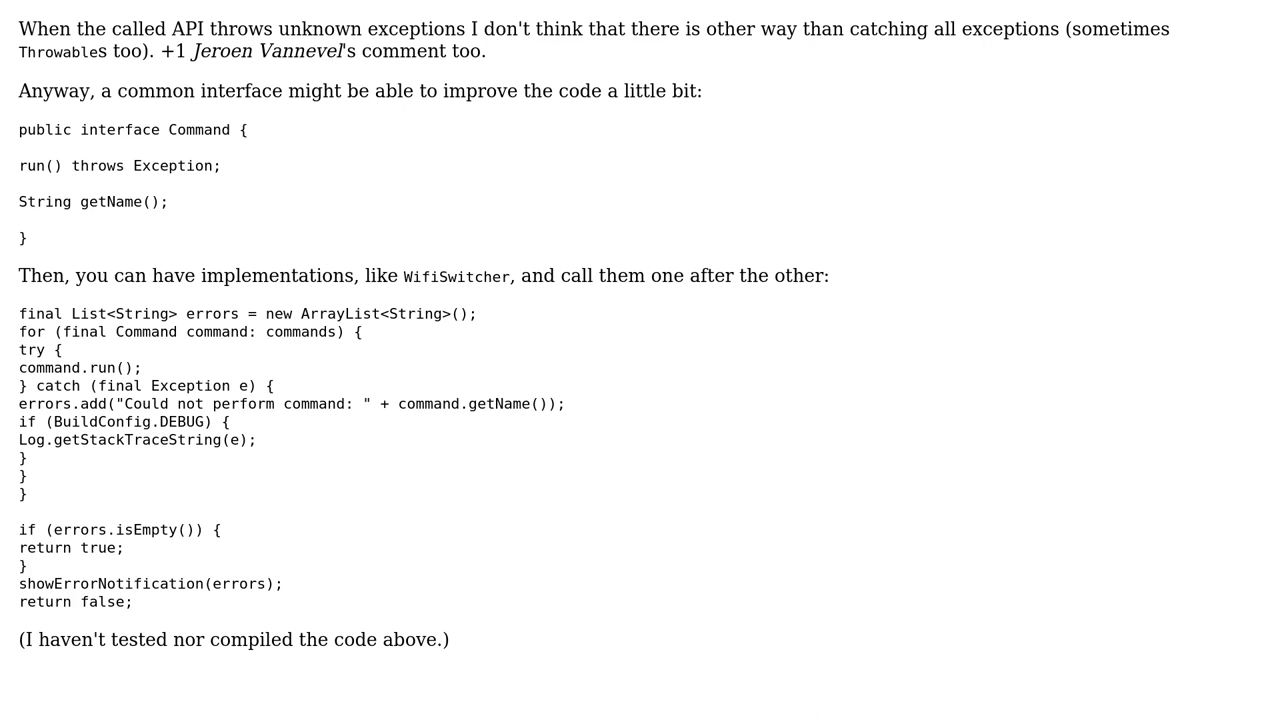 When the called API throws unknown exceptions I don't think that there is other way than catching all exceptions (sometimes
Throwables too). +1 Jeroen Vannevel's comment too.
Anyway, a common interface might be able to improve the code a little bit:
public interface Command {
run() throws Exception;
String getName();
}
Then, you can have implementations, like WifiSwitcher, and call them one after the other:
final List<String> errors = new ArrayList<String>();
for (final Command command: commands) {
try {
command.run();
} catch (final Exception e) {
errors.add("Could not perform command: " + command.getName());
if (BuildConfig.DEBUG) {
Log.getStackTraceString(e);
}
}
}
if (errors.isEmpty()) {
return true;
}
showErrorNotification(errors);
return false;
(I haven't tested nor compiled the code above.)